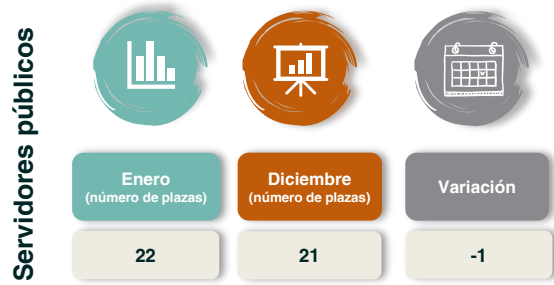 Servidores públicos
Enero
(número de plazas)
Diciembre
(número de plazas)
Variación
22
21
-1